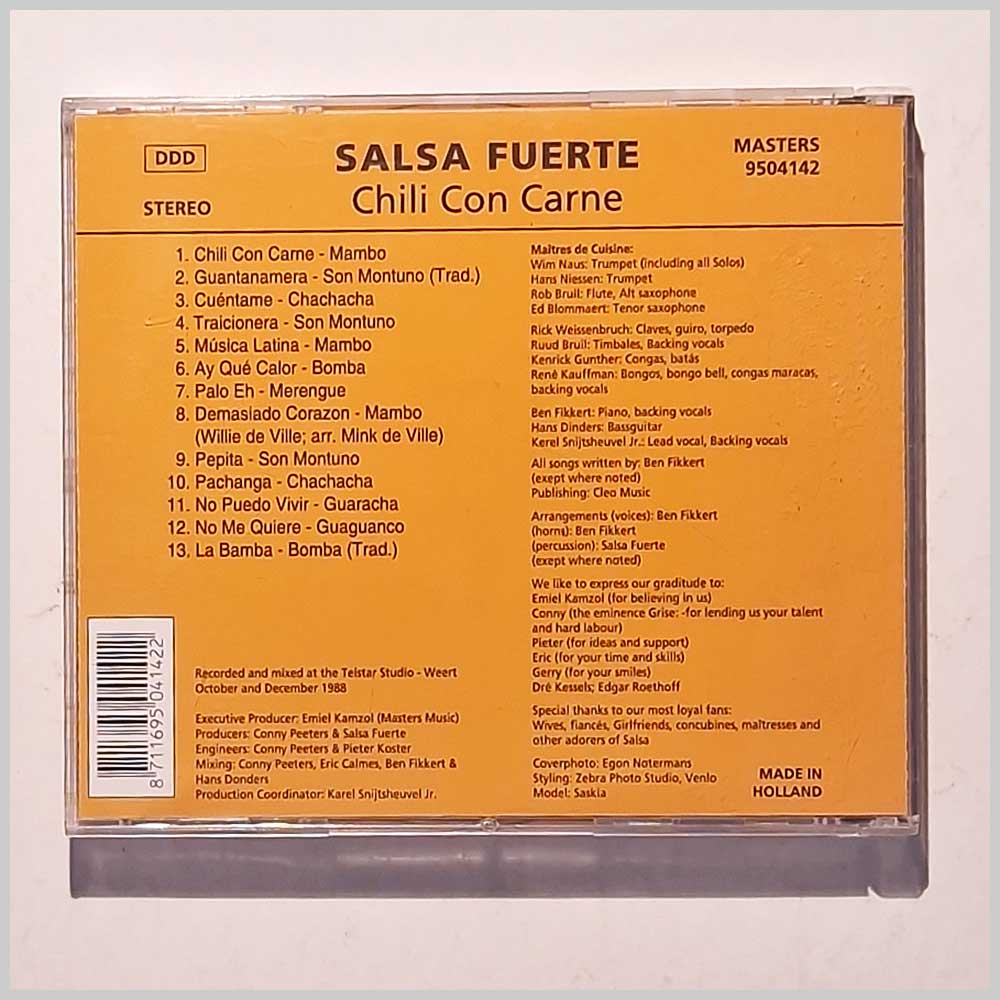 DDD
STEREO
SALSA FUERTE
Chili Con Carne
MASTERS
9504142
1. Chili Con Carne - Mambo
2. Guantanamera - Son Montuno (Trad.)
3. Cuéntame - Chachacha
4. Traicionera - Son Montuno
5. Música Latina - Mambo
6. Ay Qué Calor - Bomba
7. Palo Eh - Merengue
8. Demasiado Corazon - Mambo
(Willie de Ville; arr. Mink de Ville)
9. Pepita - Son Montuno
10. Pachanga - Chachacha
11. No Puedo Vivir - Guaracha
12. No Me Quiere - Guaguanco
13. La Bamba - Bomba (Trad.)
Recorded and mixed at the Telstar Studio - Weert
October and December 1988
Executive Producer: Emiel Kamzol (Masters Music)
Producers: Conny Peeters & Salsa Fuerte
Engineers: Conny Peeters & Pieter Koster
Mixing: Conny Peeters, Eric Calmes, Ben Fikkert &
Hans Donders
Production Coordinator: Karel Snijtsheuvel Jr.
8 711695 041422
Maîtres de Cuisine:
Wim Naus: Trumpet (including all Solos)
Hans Niessen: Trumpet
Rob Bruil: Flute, Alt saxophone
Ed Blommaert: Tenor saxophone
Rick Weissenbruch: Claves, guiro, torpedo
Ruud Bruil: Timbales, Backing vocals
Kenrick Gunther: Congas, batás
René Kauffman: Bongos, bongo bell, congas maracas,
backing vocals
Ben Fikkert: Piano, backing vocals
Hans Dinders: Bassguitar
Kerel Snijtsheuvel Jr.: Lead vocal, Backing vocals
All songs written by: Ben Fikkert
(exept where noted)
Publishing: Cleo Music
Arrangements (voices): Ben Fikkert
(horns): Ben Fikkert
(percussion): Salsa Fuerte
(exept where noted)
We like to express our graditude to:
Emiel Kamzol (for believing in us)
Conny (the eminence Grise: -for lending us your talent
and hard labour)
Pieter (for ideas and support)
Eric (for your time and skills)
Gerry (for your smiles)
Dré Kessels; Edgar Roethoff
Special thanks to our most loyal fans:
Wives, fiancés, Girlfriends, concubines, maîtresses and
other adorers of Salsa
Coverphoto: Egon Notermans
Styling: Zebra Photo Studio, Venlo
Model: Saskia
MADE IN
HOLLAND